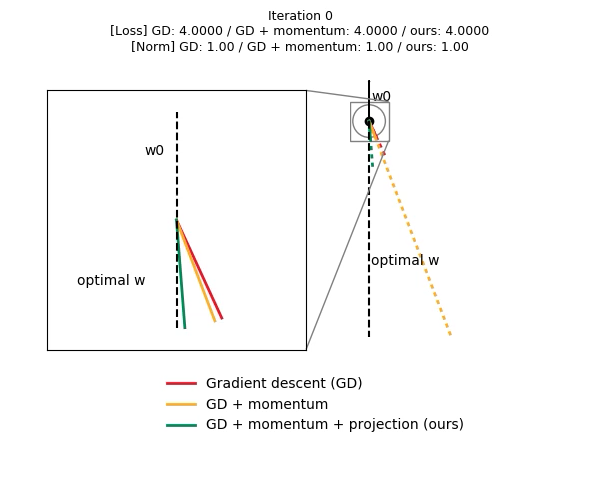 Iteration 0
[Loss] GD: 4.0000 / GD + momentum: 4.0000 / ours: 4.0000
[Norm] GD: 1.00 / GD + momentum: 1.00 / ours: 1.00
w0
w0
optimal w
optimal w
Gradient descent (GD)
GD + momentum
GD + momentum + projection (ours)